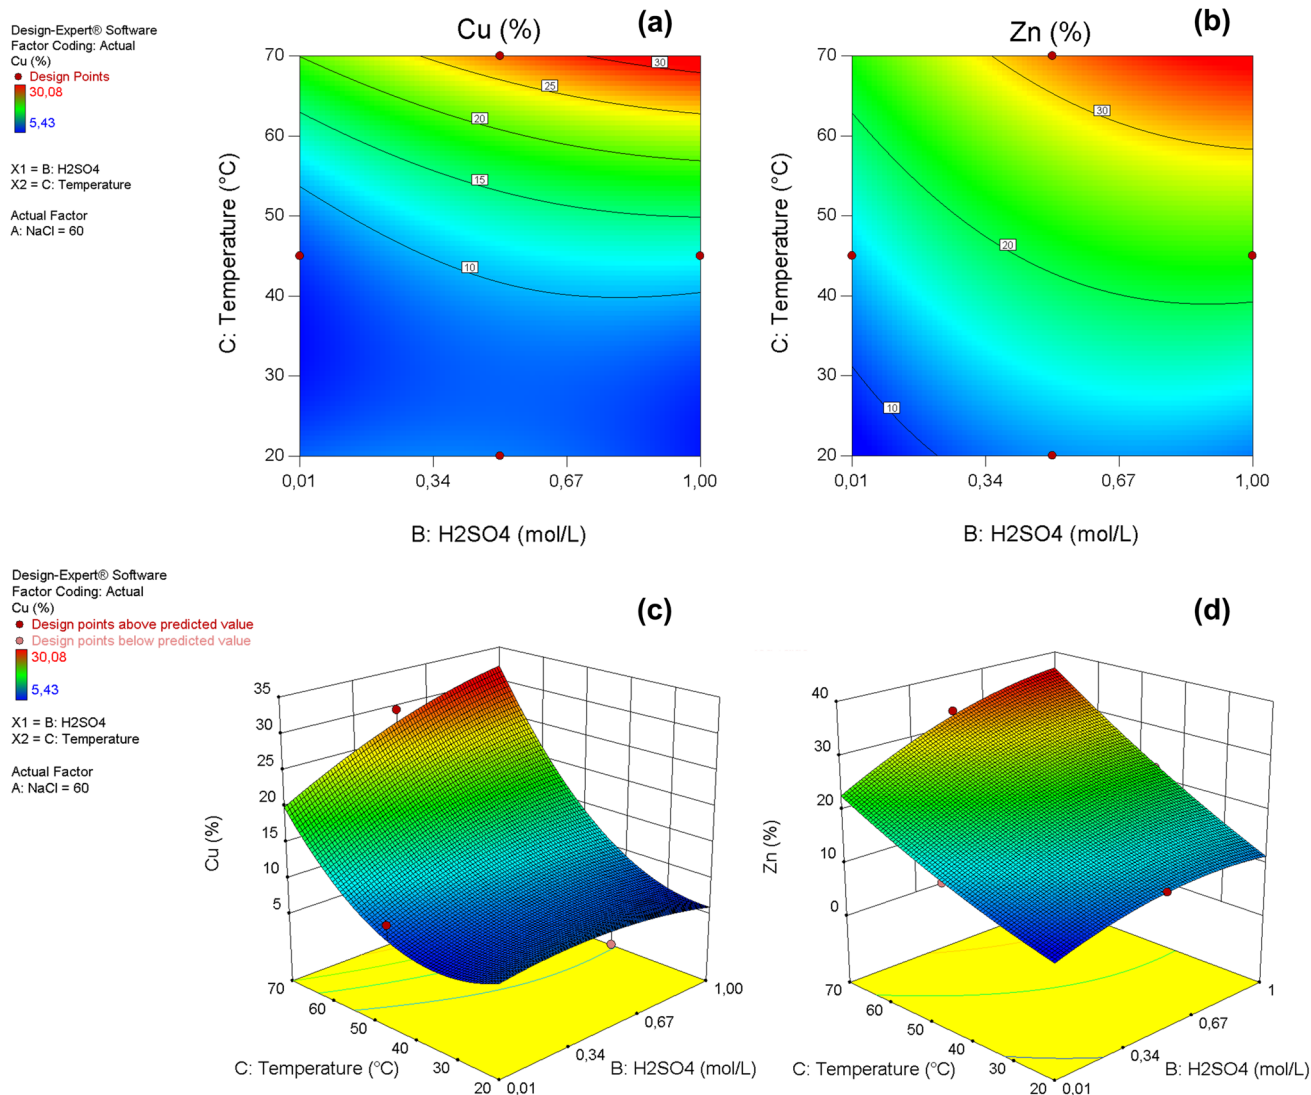 Design-Expert® Software
Factor Coding: Actual
Cu (%)
Design Points
30,08
5,43
X1 = B: H2SO4
X2 = C: Temperature
Actual Factor
A: NaCl = 60
Cu (%)
(a)
C: Temperature (°C)
70
60
50
40
30
20
30
25
20
15
10
0,01
0,34
0,67
1,00
B: H2SO4 (mol/L)
Zn (%)
(b)
C: Temperature (°C)
70
60
50
40
30
20
30
20
10
0,01
0,34
0,67
1,00
B: H2SO4 (mol/L)
Design-Expert® Software
Factor Coding: Actual
Cu (%)
Design points above predicted value
Design points below predicted value
30,08
5,43
X1 = B: H2SO4
X2 = C: Temperature
Actual Factor
A: NaCl = 60
(c)
Cu (%)
35
30
25
20
15
10
5
70
60
50
40
30
20
C: Temperature (°C)
0,01
0,34
0,67
1,00
B: H2SO4 (mol/L)
(d)
Zn (%)
40
30
20
10
0
70
60
50
40
30
20
C: Temperature (°C)
0,01
0,34
0,67
1
B: H2SO4 (mol/L)